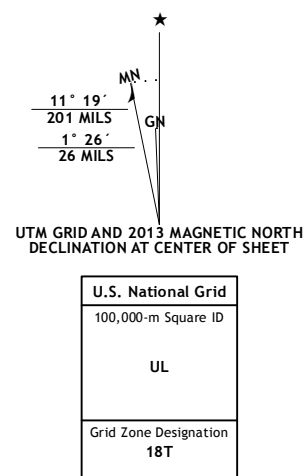 ★
MN
GN
11° 19´
201 MILS
1° 26´
26 MILS
UTM GRID AND 2013 MAGNETIC NORTH
DECLINATION AT CENTER OF SHEET
U.S. National Grid
100,000-m Square ID
UL
Grid Zone Designation
18T